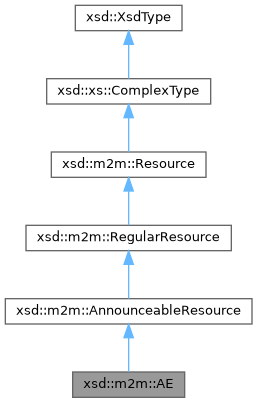 xsd::XsdType
xsd::xs::ComplexType
xsd::m2m::Resource
xsd::m2m::RegularResource
xsd::m2m::AnnounceableResource
xsd::m2m::AE